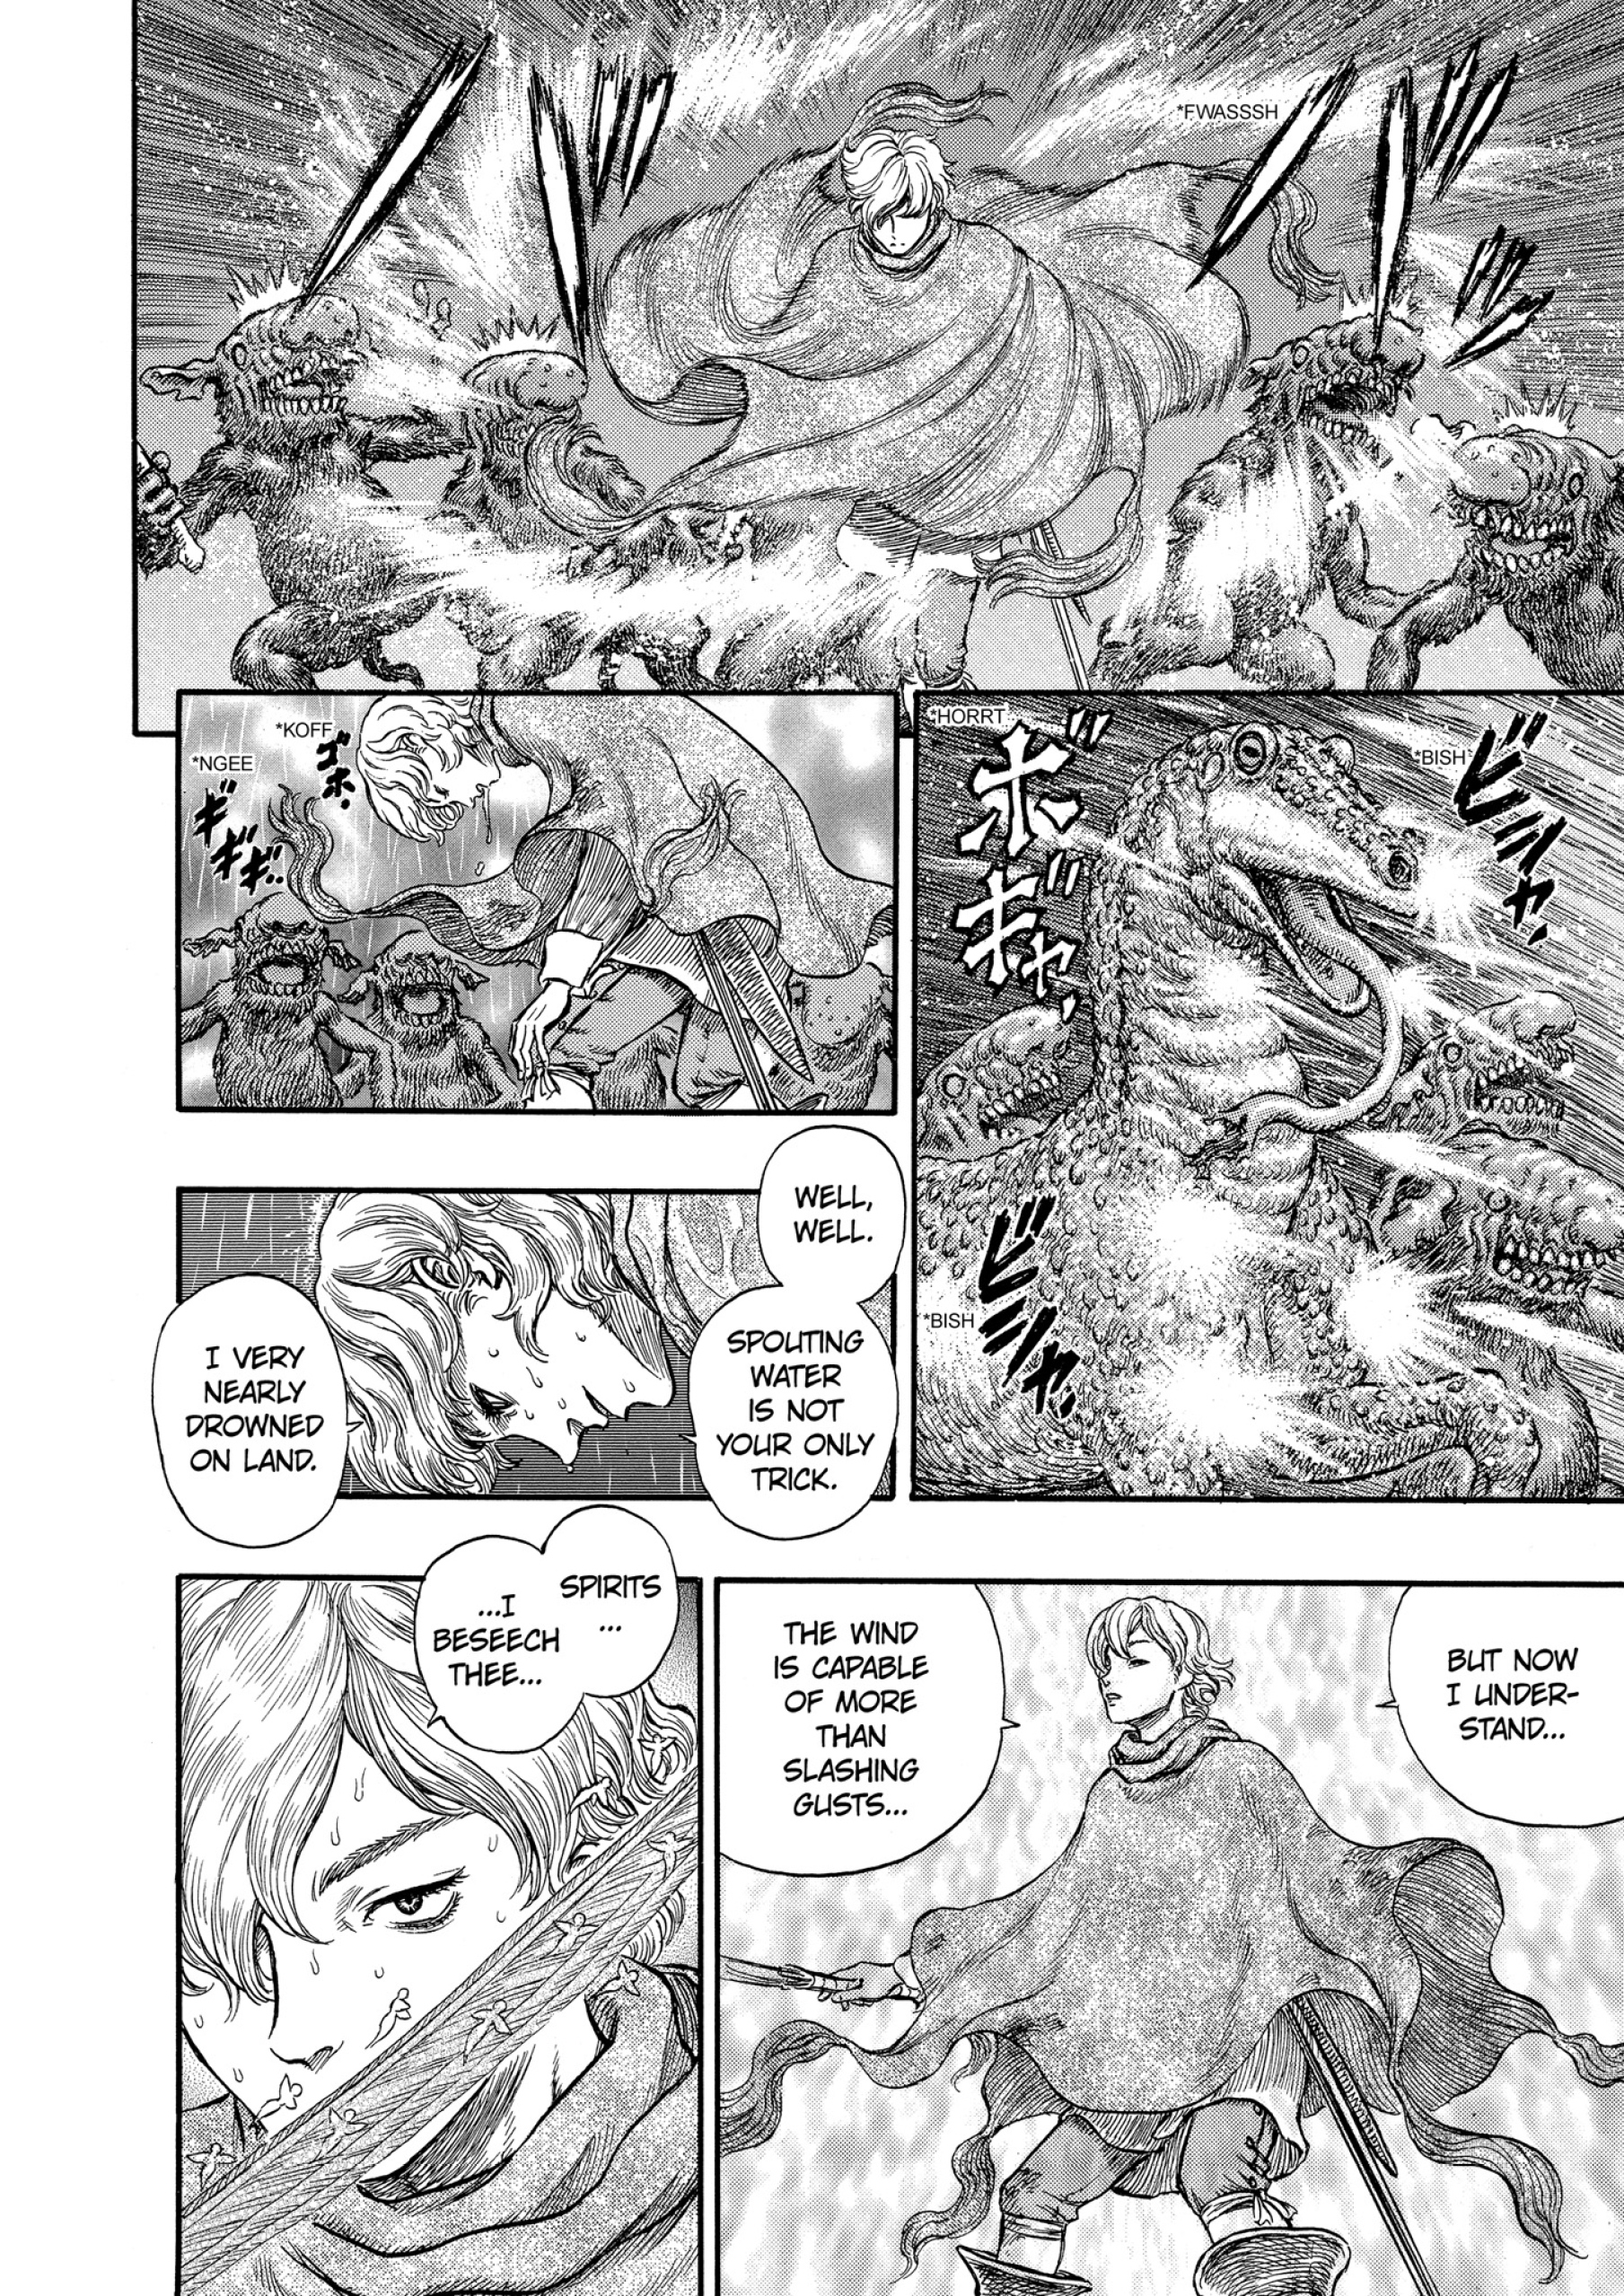 *FWASSSH
*HORRT
ボギャ
*BISH
ビシャ
*BISH
ビシャ
*KOFF
ゴホ
*NGEE
ギギギ…
WELL,
WELL.
SPOUTING
WATER
IS NOT
YOUR ONLY
TRICK.
I VERY
NEARLY
DROWNED
ON LAND.
BUT NOW
I UNDER-
STAND...
THE WIND
IS CAPABLE
OF MORE
THAN
SLASHING
GUSTS...
SPIRITS
...
...I
BESEECH
THEE...